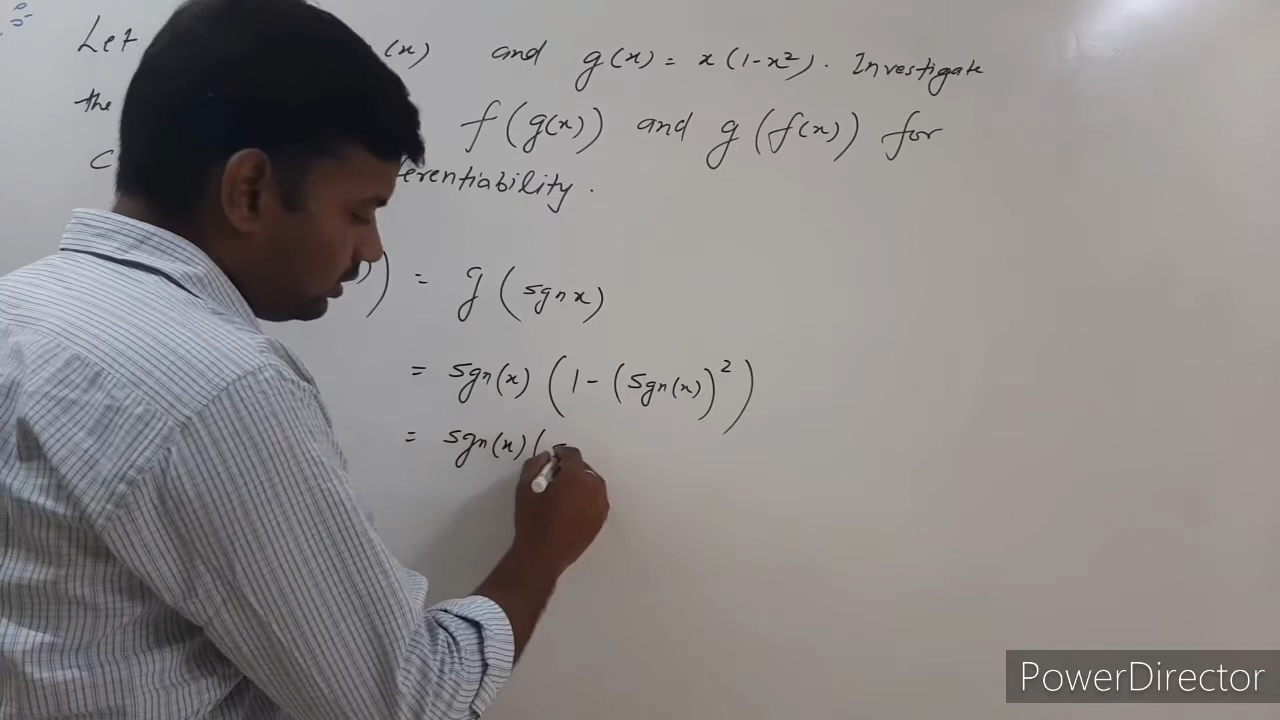 Let (x) and g(x) = x(1-x²). Investigate
the f(g(x)) and g(f(x)) for
C erentiability.
)) = g(sgn x)
= sgn(x) (1 - (sgn(x))²)
= sgn(x) (
PowerDirector